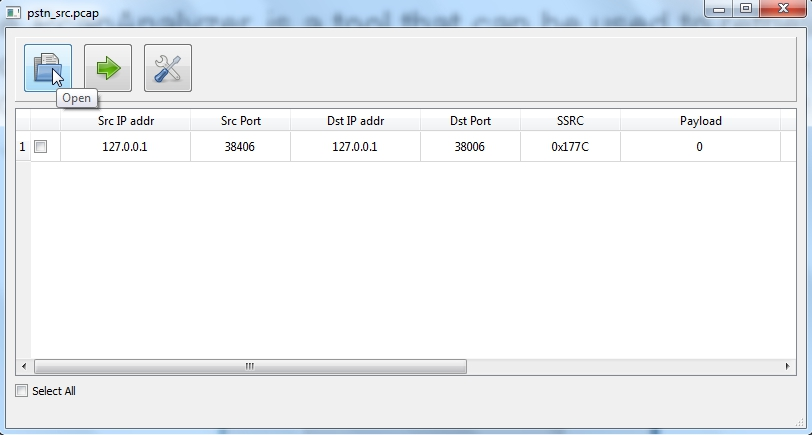 pstn_src.pcap
Open
Src IP addr Src Port Dst IP addr Dst Port SSRC Payload
1 127.0.0.1 38406 127.0.0.1 38006 0x177C 0
Select All